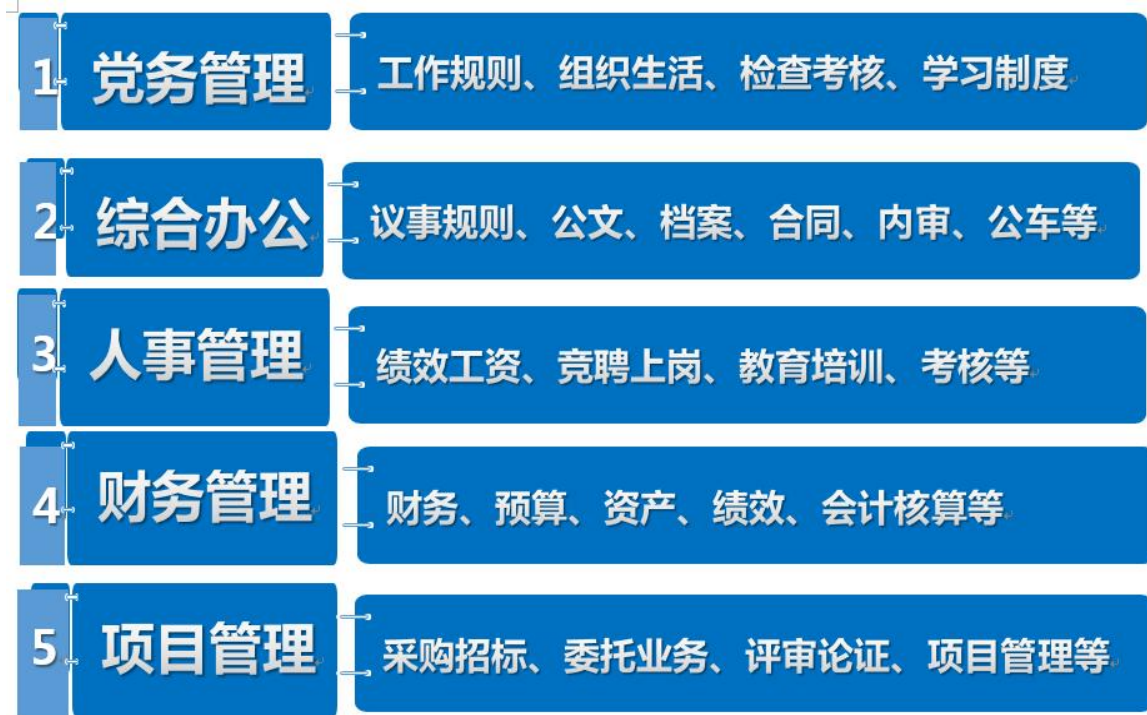 1 党务管理 工作规则、组织生活、检查考核、学习制度
2 综合办公 议事规则、公文、档案、合同、内审、公车等
3 人事管理 绩效工资、竞聘上岗、教育培训、考核等
4 财务管理 财务、预算、资产、绩效、会计核算等
5 项目管理 采购招标、委托业务、评审论证、项目管理等